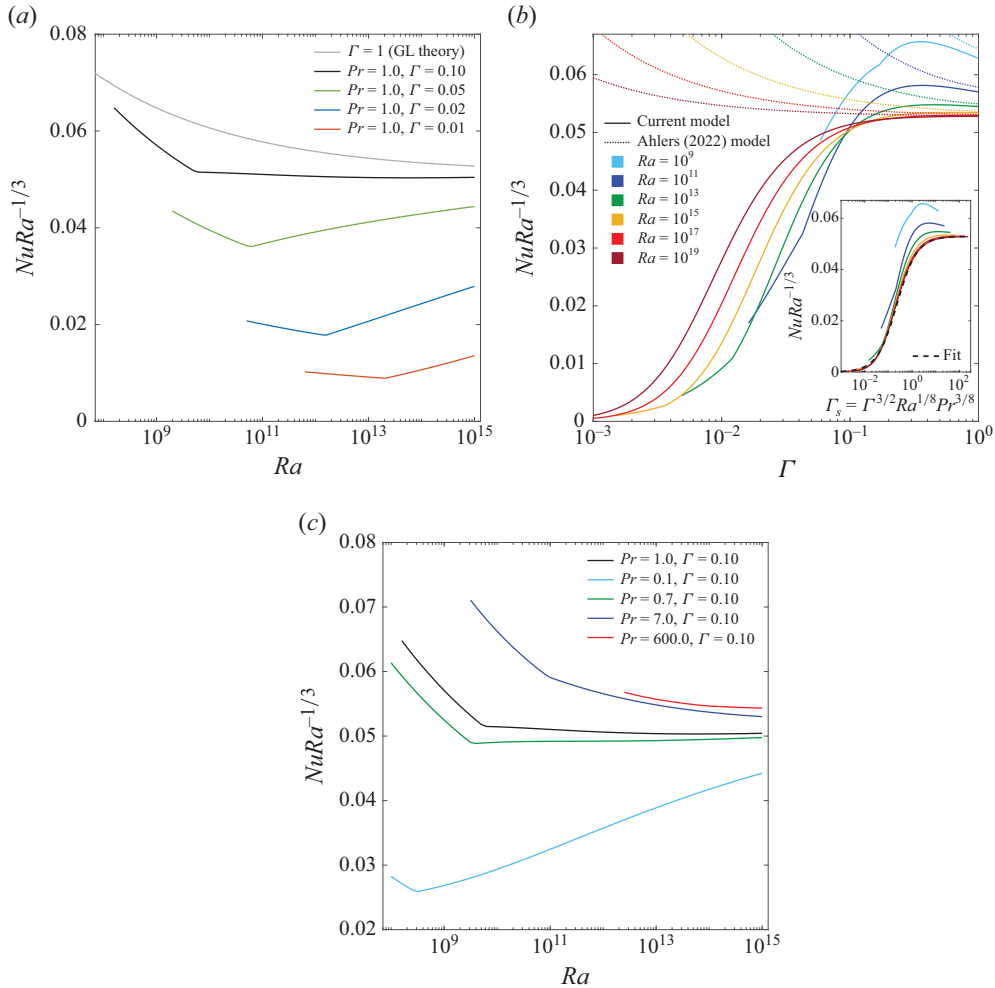 (a)
0.08
0.06
0.04
0.02
0
NuRa^{−1/3}
10^9
10^{11}
10^{13}
10^{15}
Ra
Γ = 1 (GL theory)
Pr = 1.0, Γ = 0.10
Pr = 1.0, Γ = 0.05
Pr = 1.0, Γ = 0.02
Pr = 1.0, Γ = 0.01
(b)
0.06
0.05
0.04
0.03
0.02
0.01
0
NuRa^{−1/3}
10^{−3}
10^{−2}
10^{−1}
10^0
Γ
Current model
Ahlers (2022) model
Ra = 10^9
Ra = 10^{11}
Ra = 10^{13}
Ra = 10^{15}
Ra = 10^{17}
Ra = 10^{19}
0.06
0.04
0.02
0
NuRa^{−1/3}
Fit
10^{−2}
10^0
10^2
Γ_s = Γ^{3/2}Ra^{1/8}Pr^{3/8}
(c)
0.08
0.07
0.06
0.05
0.04
0.03
0.02
NuRa^{−1/3}
10^9
10^{11}
10^{13}
10^{15}
Ra
Pr = 1.0, Γ = 0.10
Pr = 0.1, Γ = 0.10
Pr = 0.7, Γ = 0.10
Pr = 7.0, Γ = 0.10
Pr = 600.0, Γ = 0.10